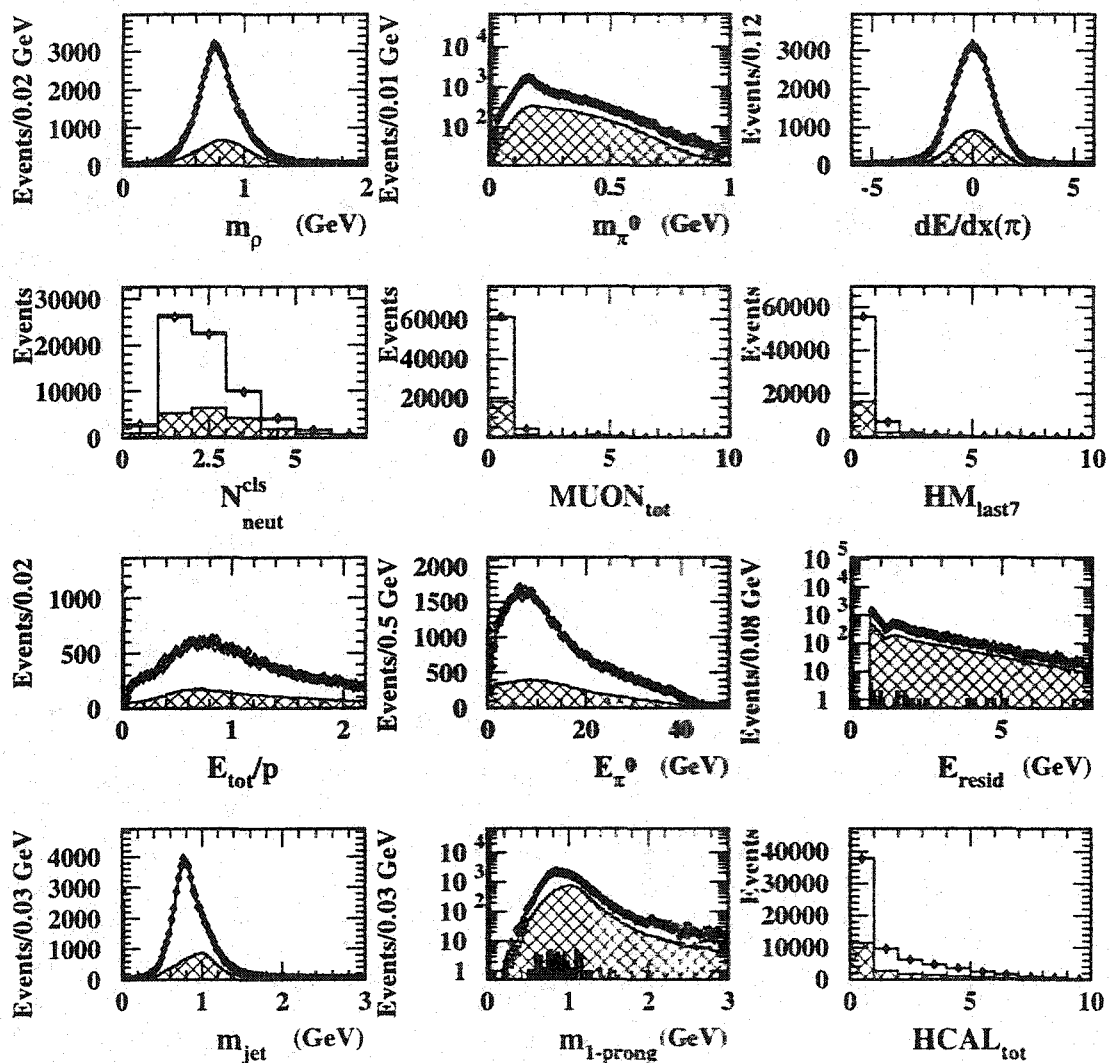 Events/0.02 GeV
3000
2000
1000
0
0 1 2
m_ρ (GeV)
Events/0.01 GeV
10^4
10^3
10^2
0 0.5 1
m_π^0 (GeV)
Events/0.12
3000
2000
1000
0
-5 0 5
dE/dx(π)
Events
30000
20000
10000
0
0 2.5 5
N^cls_neut
Events
60000
40000
20000
0
0 5 10
MUON_tot
Events
60000
40000
20000
0
0 5 10
HM_last7
Events/0.02
1000
500
0
0 1 2
E_tot/p
Events/0.5 GeV
2000
1500
1000
500
0
0 20 40
E_π^0 (GeV)
Events/0.08 GeV
10^5
10^4
10^3
10^2
10
1
0 5
E_resid (GeV)
Events/0.03 GeV
4000
3000
2000
1000
0
0 1 2 3
m_jet (GeV)
Events/0.03 GeV
10^4
10^3
10^2
10
1
0 1 2 3
m_1-prong (GeV)
Events
40000
30000
20000
10000
0
0 5 10
HCAL_tot